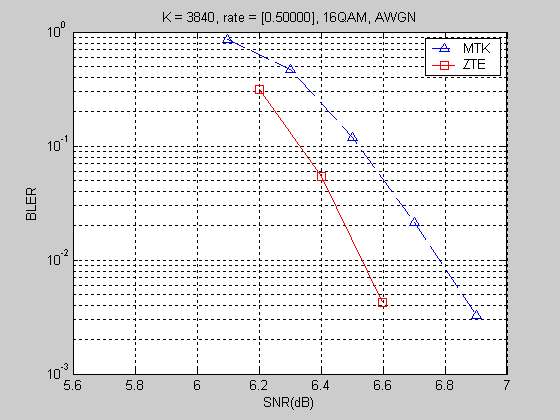 K = 3840, rate = [0.50000], 16QAM, AWGN
MTK
ZTE
10^0
10^-1
10^-2
10^-3
BLER
5.6 5.8 6 6.2 6.4 6.6 6.8 7
SNR(dB)